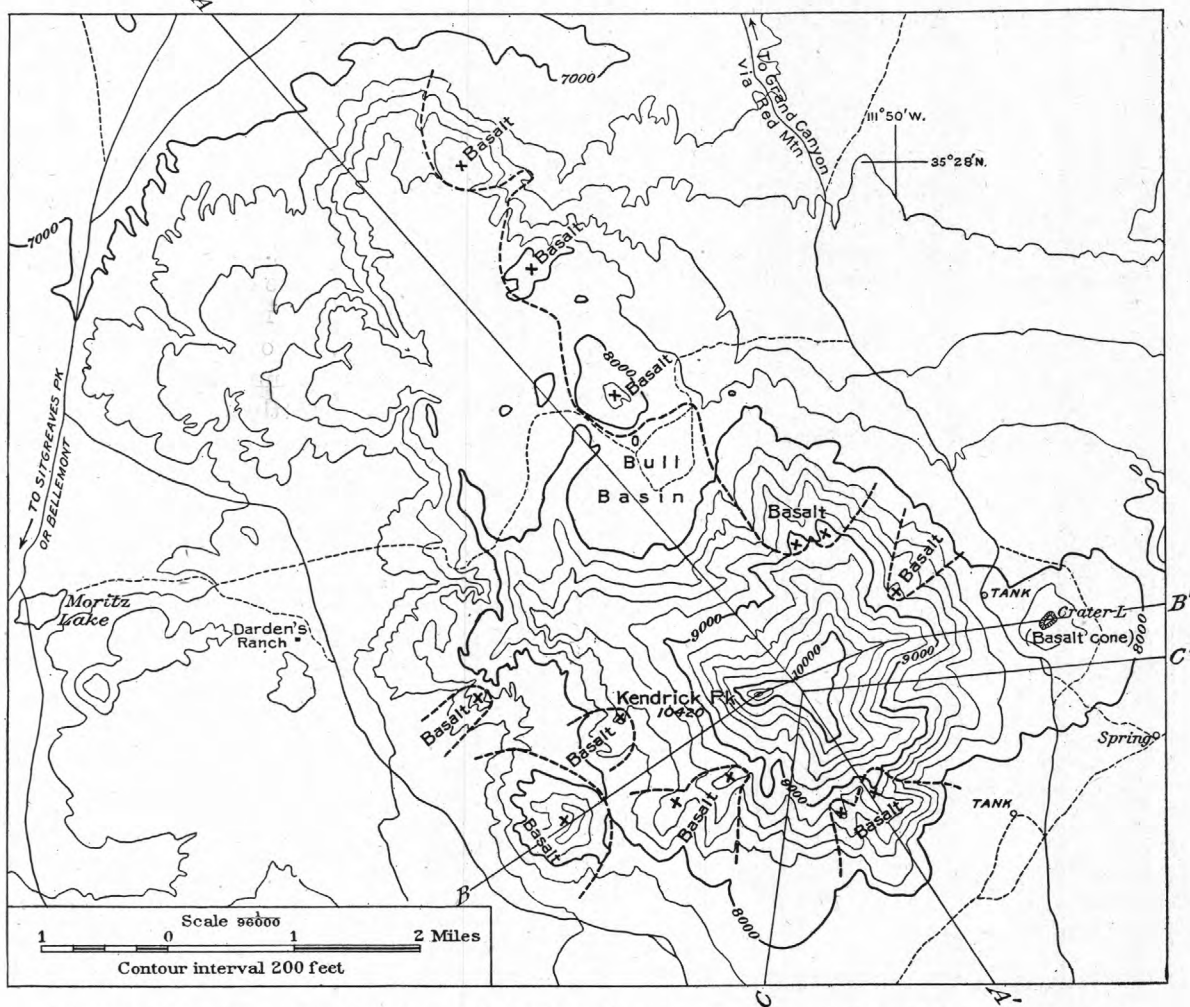 A
7000
To Grand Canyon
via Red Mtn.
111° 50' W.
35° 28' N.
Basalt
7000
Basalt
8000
Basalt
TO SITGREAVES PK
OR BELLEMONT
Bull
Basin
Basalt
Basalt
TANK
Crater L
(Basalt cone)
B'
8000
C'
Moritz
Lake
Darden's
Ranch
9000
9000
10000
Kendrick Pk.
10420
Basalt
Basalt
Spring
Basalt
Basalt
9000
Basalt
TANK
B
8000
Scale 1/96000
1 0 1 2 Miles
Contour interval 200 feet
C
A'